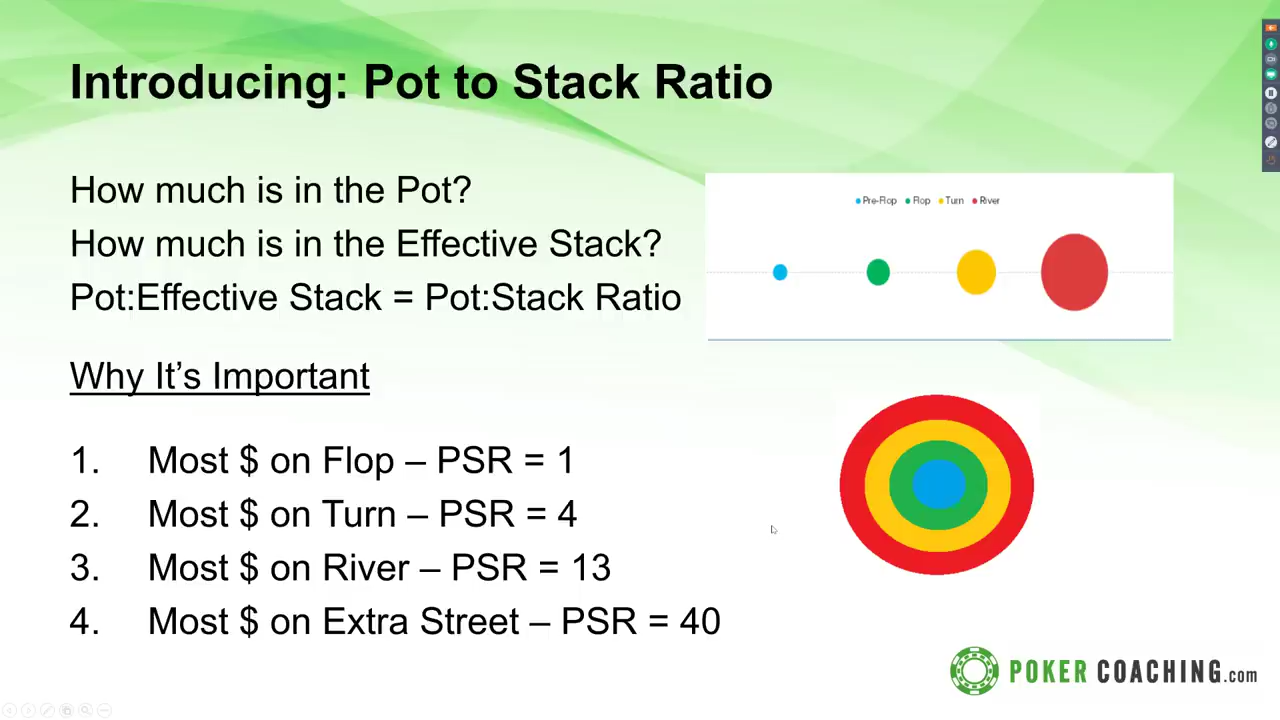 Introducing: Pot to Stack Ratio
How much is in the Pot?
How much is in the Effective Stack?
Pot:Effective Stack = Pot:Stack Ratio
Pre-Flop Flop Turn River
Why It’s Important
1. Most $ on Flop – PSR = 1
2. Most $ on Turn – PSR = 4
3. Most $ on River – PSR = 13
4. Most $ on Extra Street – PSR = 40
POKER COACHING.com